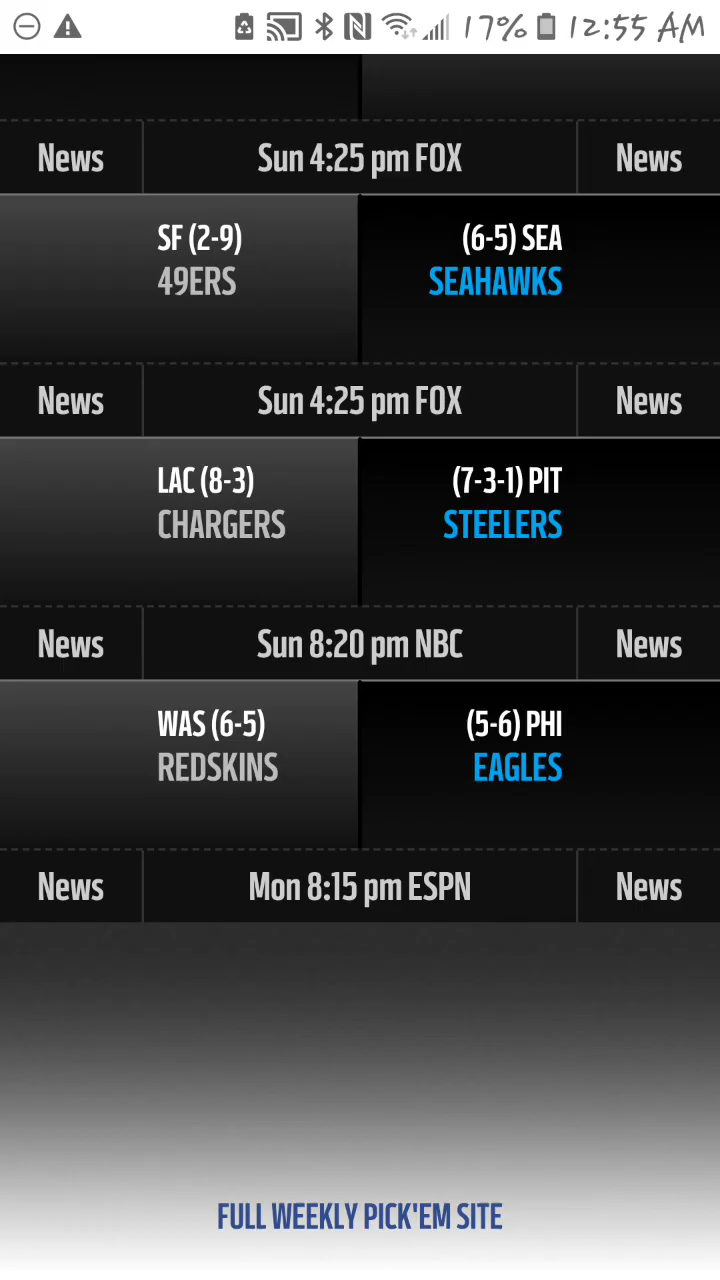 17% 12:55 AM
News Sun 4:25 pm FOX News
SF (2-9) (6-5) SEA
49ERS SEAHAWKS
News Sun 4:25 pm FOX News
LAC (8-3) (7-3-1) PIT
CHARGERS STEELERS
News Sun 8:20 pm NBC News
WAS (6-5) (5-6) PHI
REDSKINS EAGLES
News Mon 8:15 pm ESPN News
FULL WEEKLY PICK'EM SITE